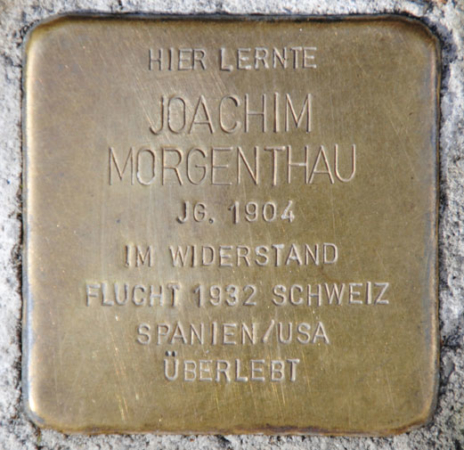 HIER LERNTE
JOACHIM
MORGENTHAU
JG. 1904
IM WIDERSTAND
FLUCHT 1932 SCHWEIZ
SPANIEN/USA
ÜBERLEBT